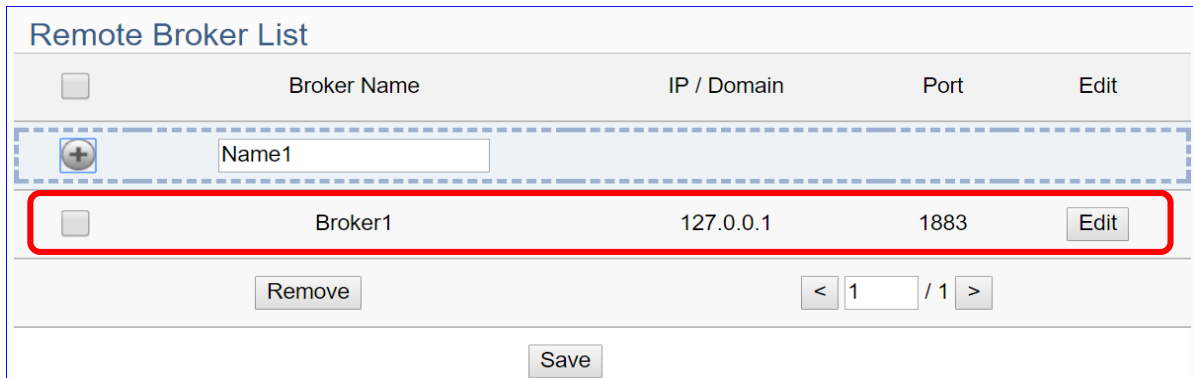 Remote Broker List
Broker Name IP / Domain Port Edit
Name1
Broker1 127.0.0.1 1883 Edit
Remove < 1 / 1 >
Save